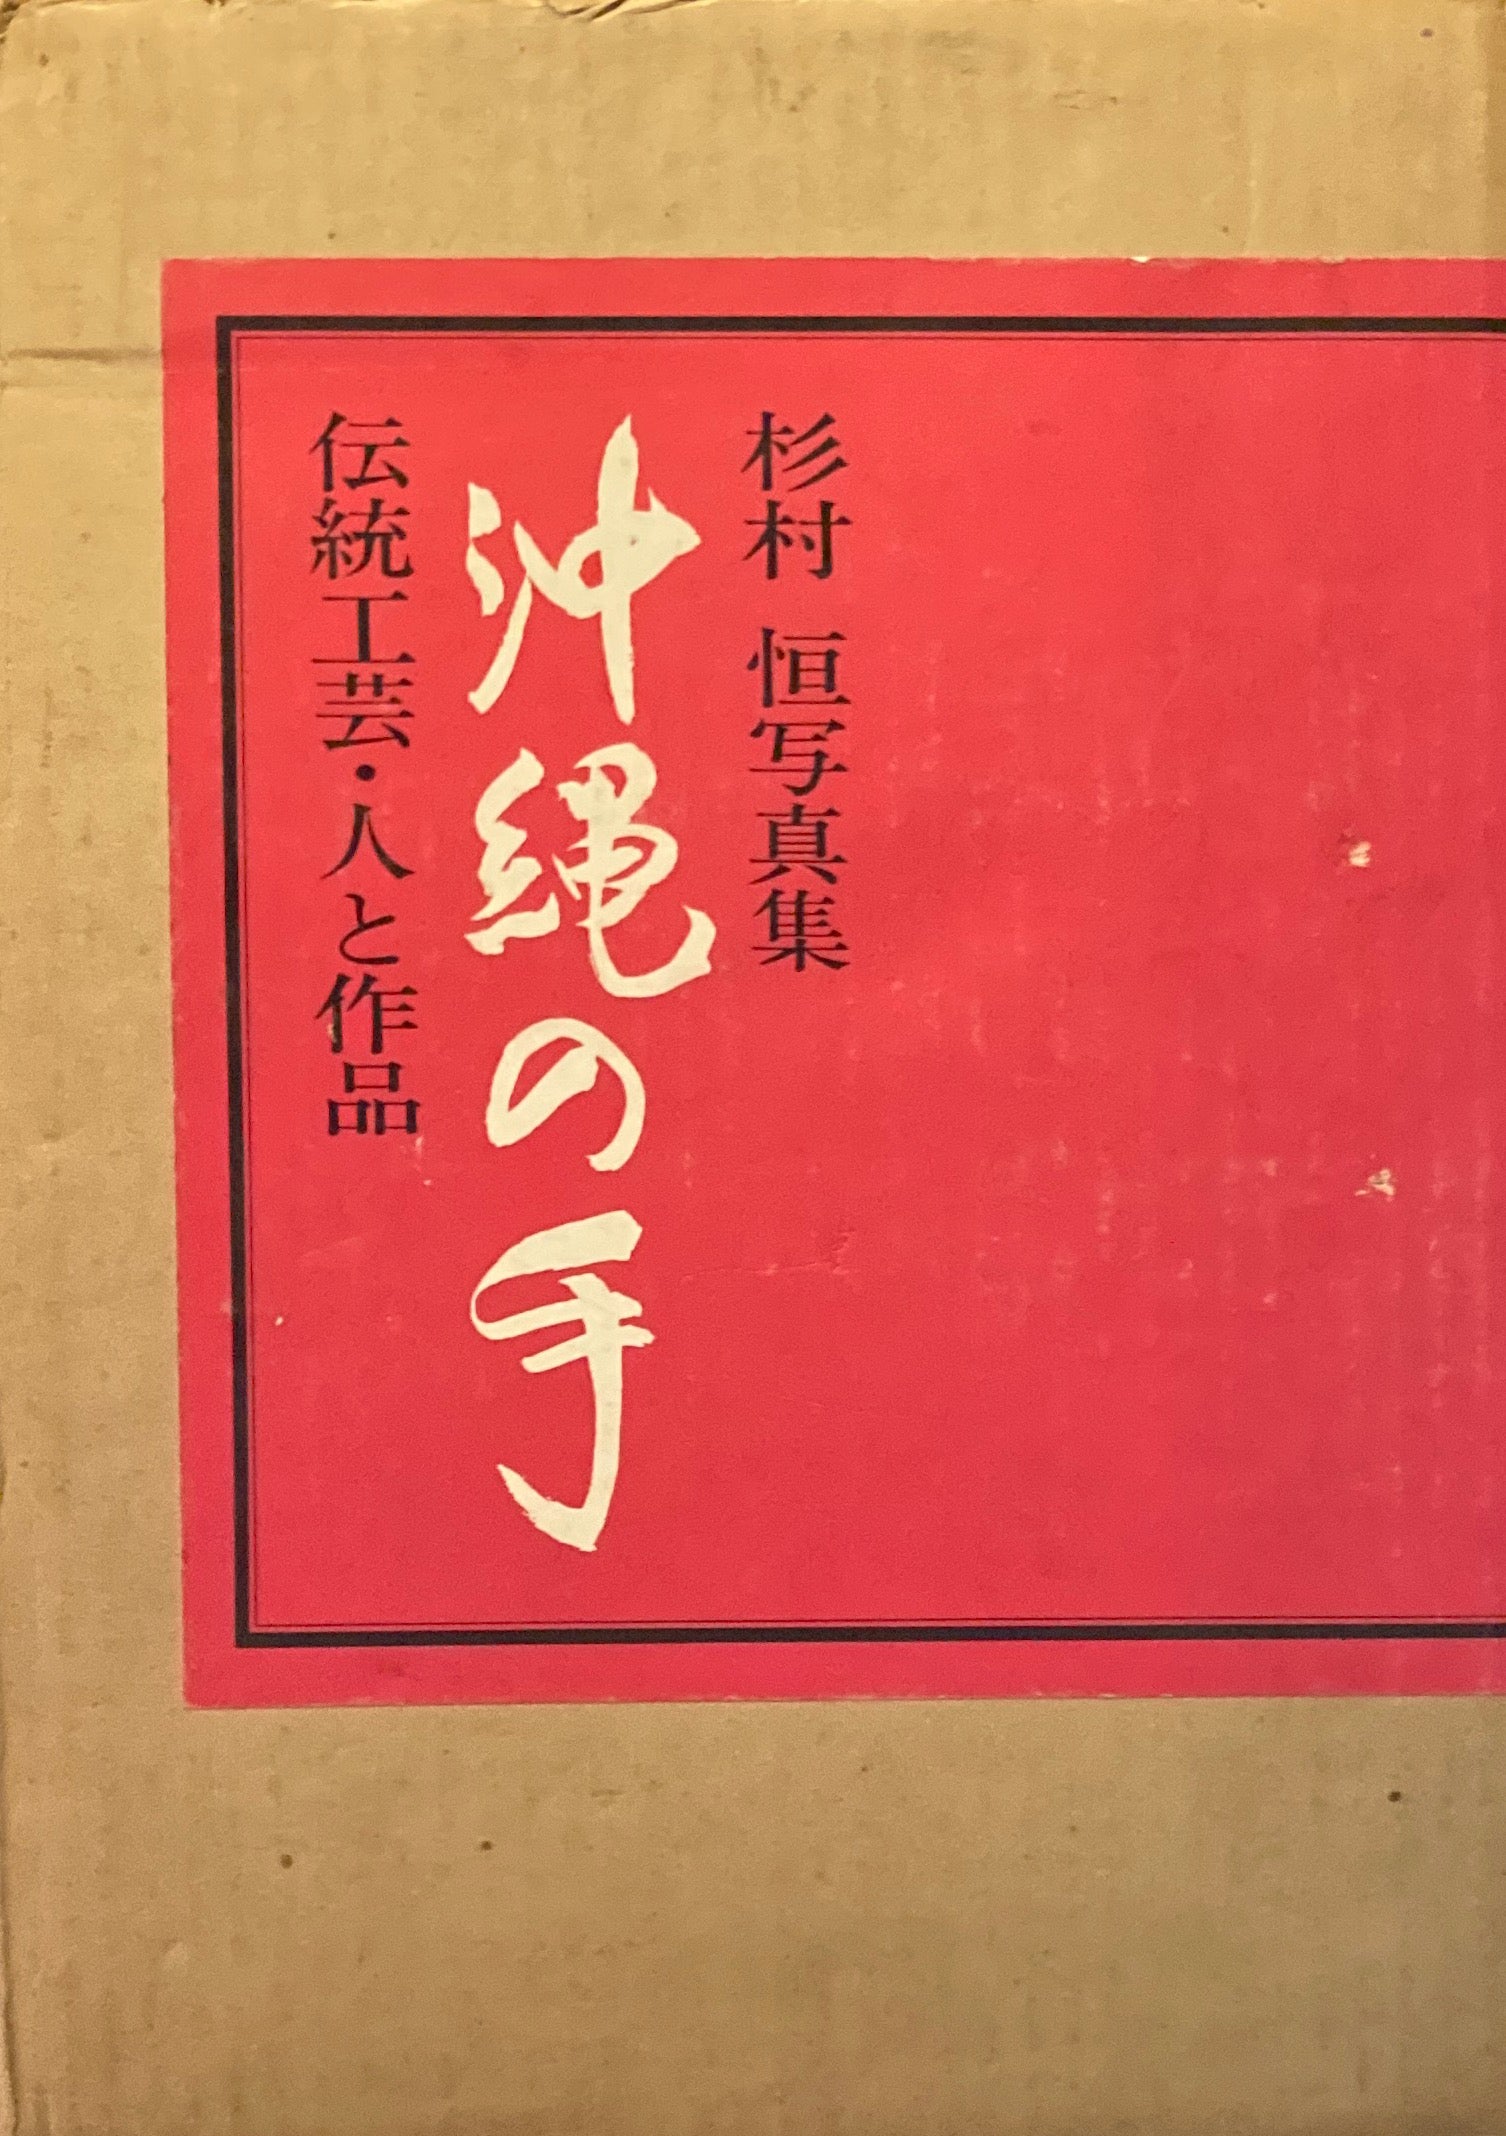 杉村 恒写真集
沖縄の手
伝統工芸・人と作品